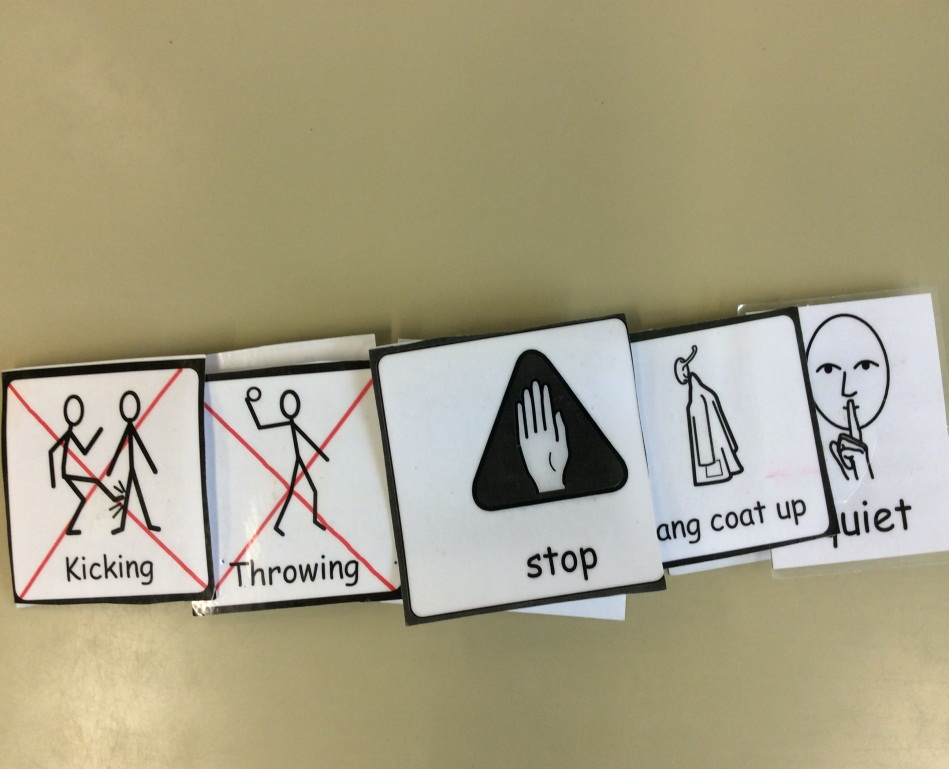 Kicking
Throwing
stop
ang coat up
uiet